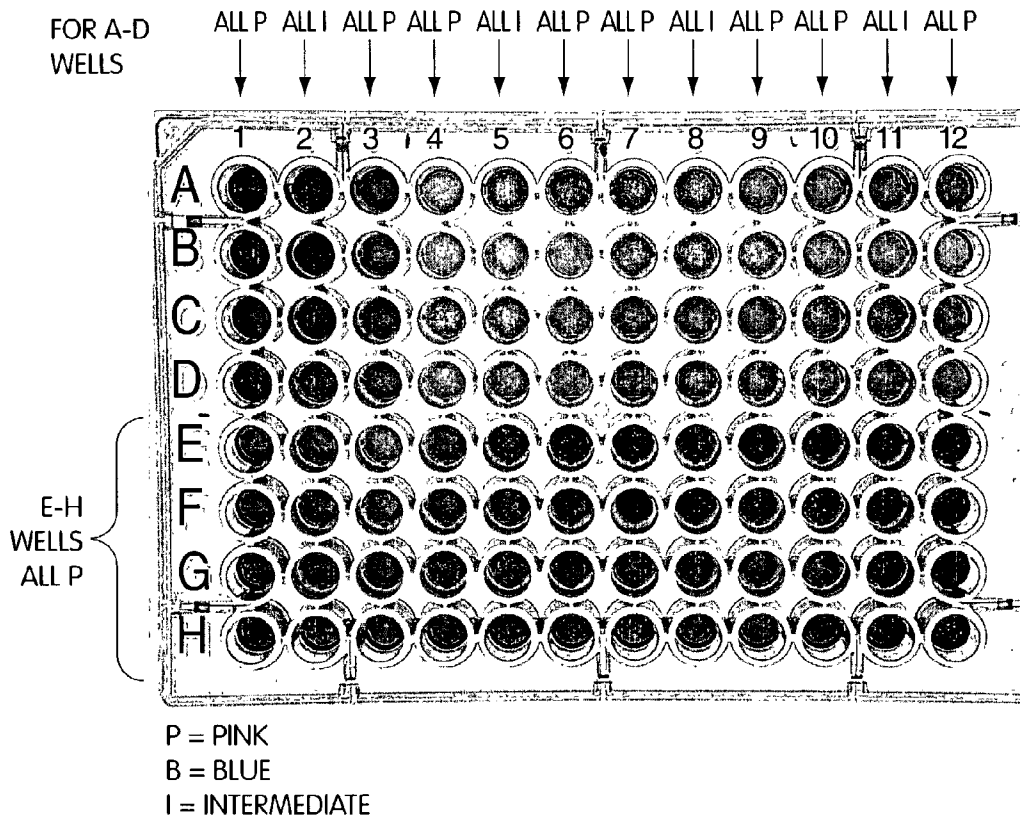 FOR A-D WELLS
ALL P ALL I ALL P ALL P ALL I ALL P ALL P ALL I ALL P ALL P ALL I ALL P
1 2 3 4 5 6 7 8 9 10 11 12
A
B
C
D
E
F
G
H
E-H
WELLS
ALL P
P = PINK
B = BLUE
I = INTERMEDIATE